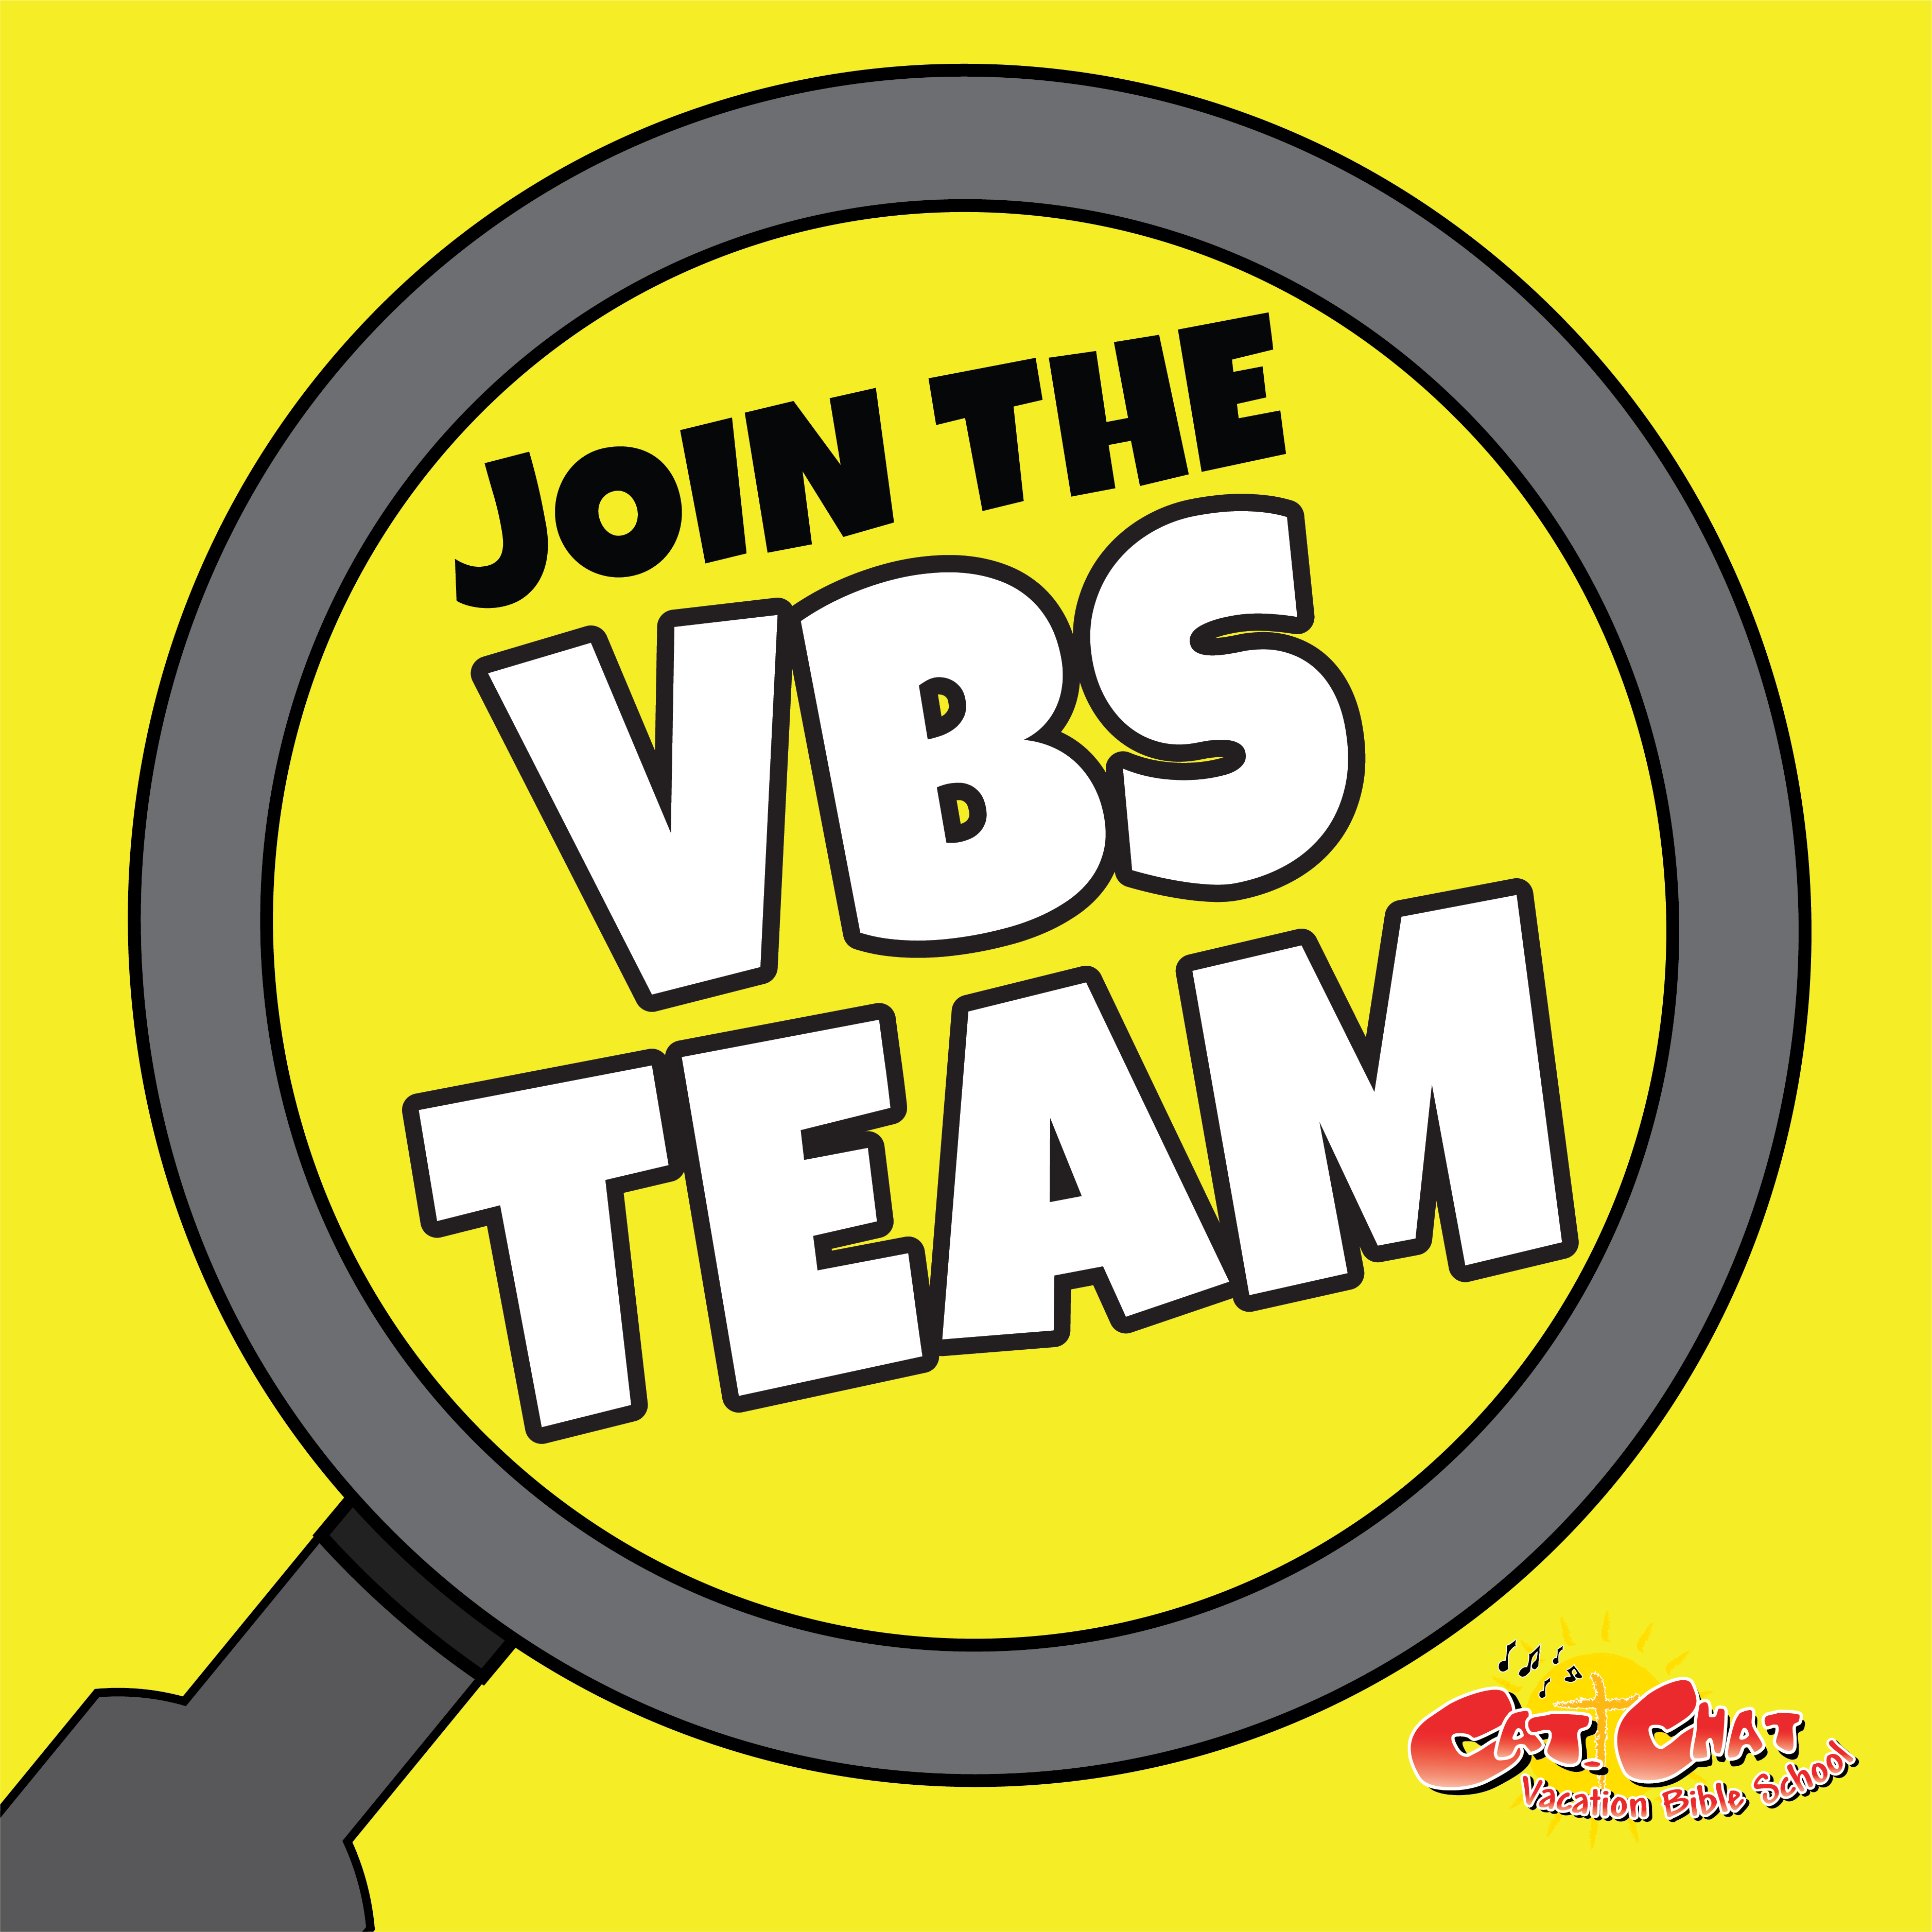 JOIN THE
VBS
TEAM
CAT-CHAT
Vacation Bible School